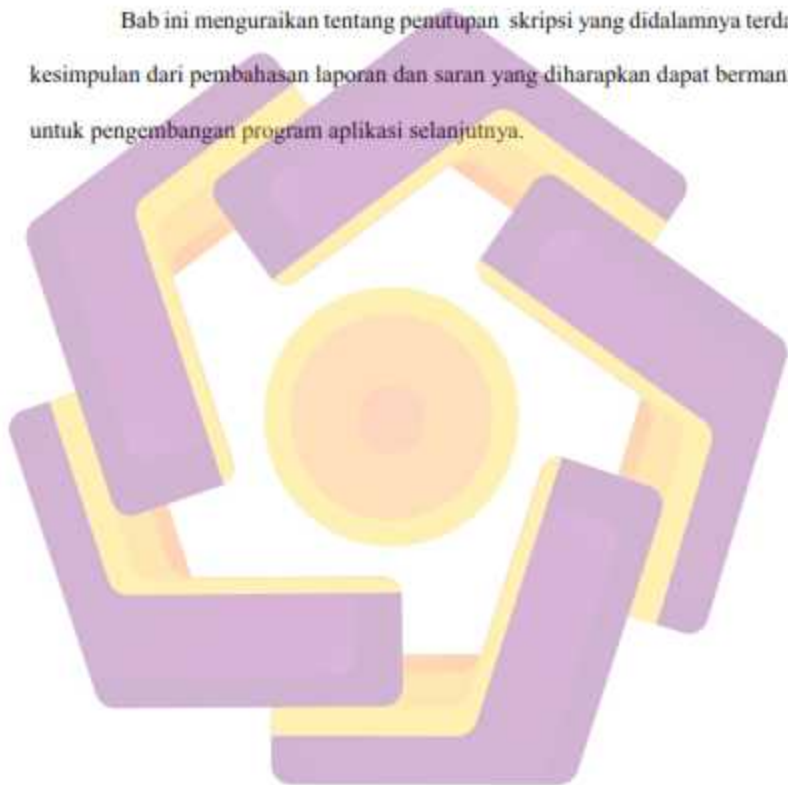 Bab ini menguraikan tentang penutupan skripsi yang didalamnya
kesimpulan dari pembahasan laporan dan saran yang diharapkan dapat
untuk pengembangan program aplikasi selanjutnya.